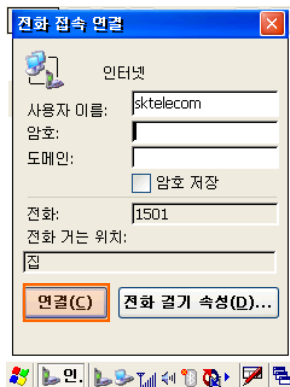 전화 접속 연결
인터넷
사용자 이름: sktelecom
암호:
도메인:
암호 저장
전화: 1501
전화 거는 위치:
집
연결(C) 전화 걸기 속성(D)...
인.